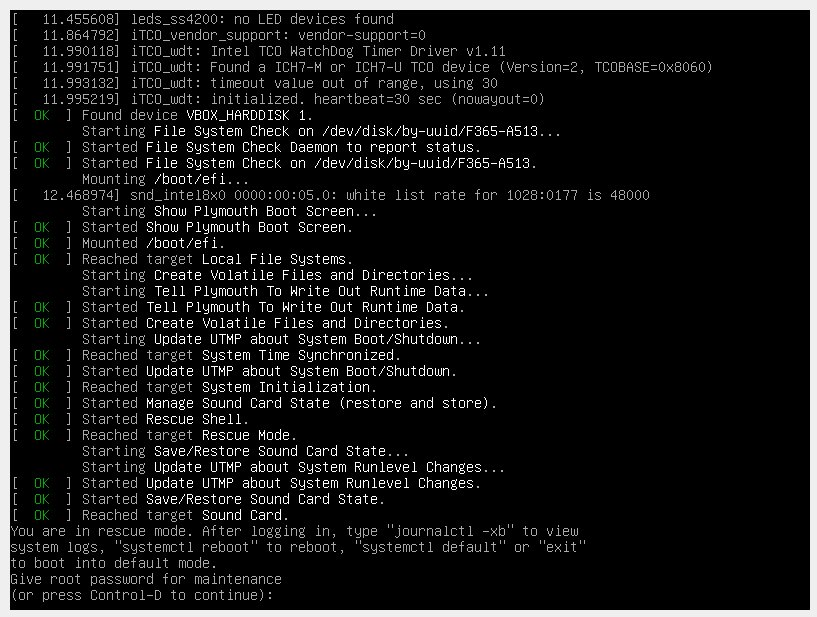 [   11.455608] leds_ss4200: no LED devices found
[   11.864792] iTCO_vendor_support: vendor-support=0
[   11.990118] iTCO_wdt: Intel TCO WatchDog Timer Driver v1.11
[   11.991751] iTCO_wdt: Found a ICH7-M or ICH7-U TCO device (Version=2, TCOBASE=0x8060)
[   11.993132] iTCO_wdt: timeout value out of range, using 30
[   11.995219] iTCO_wdt: initialized. heartbeat=30 sec (nowayout=0)
[  OK  ] Found device VBOX_HARDDISK 1.
         Starting File System Check on /dev/disk/by-uuid/F365-A513...
[  OK  ] Started File System Check Daemon to report status.
[  OK  ] Started File System Check on /dev/disk/by-uuid/F365-A513.
         Mounting /boot/efi...
[   12.468974] snd_intel8x0 0000:00:05.0: white list rate for 1028:0177 is 48000
         Starting Show Plymouth Boot Screen...
[  OK  ] Started Show Plymouth Boot Screen.
[  OK  ] Mounted /boot/efi.
[  OK  ] Reached target Local File Systems.
         Starting Create Volatile Files and Directories...
         Starting Tell Plymouth To Write Out Runtime Data...
[  OK  ] Started Tell Plymouth To Write Out Runtime Data.
[  OK  ] Started Create Volatile Files and Directories.
         Starting Update UTMP about System Boot/Shutdown...
[  OK  ] Reached target System Time Synchronized.
[  OK  ] Started Update UTMP about System Boot/Shutdown.
[  OK  ] Reached target System Initialization.
[  OK  ] Started Manage Sound Card State (restore and store).
[  OK  ] Started Rescue Shell.
[  OK  ] Reached target Rescue Mode.
         Starting Save/Restore Sound Card State...
         Starting Update UTMP about System Runlevel Changes...
[  OK  ] Started Update UTMP about System Runlevel Changes.
[  OK  ] Started Save/Restore Sound Card State.
[  OK  ] Reached target Sound Card.
You are in rescue mode. After logging in, type "journalctl -xb" to view
system logs, "systemctl reboot" to reboot, "systemctl default" or "exit"
to boot into default mode.
Give root password for maintenance
(or press Control-D to continue):